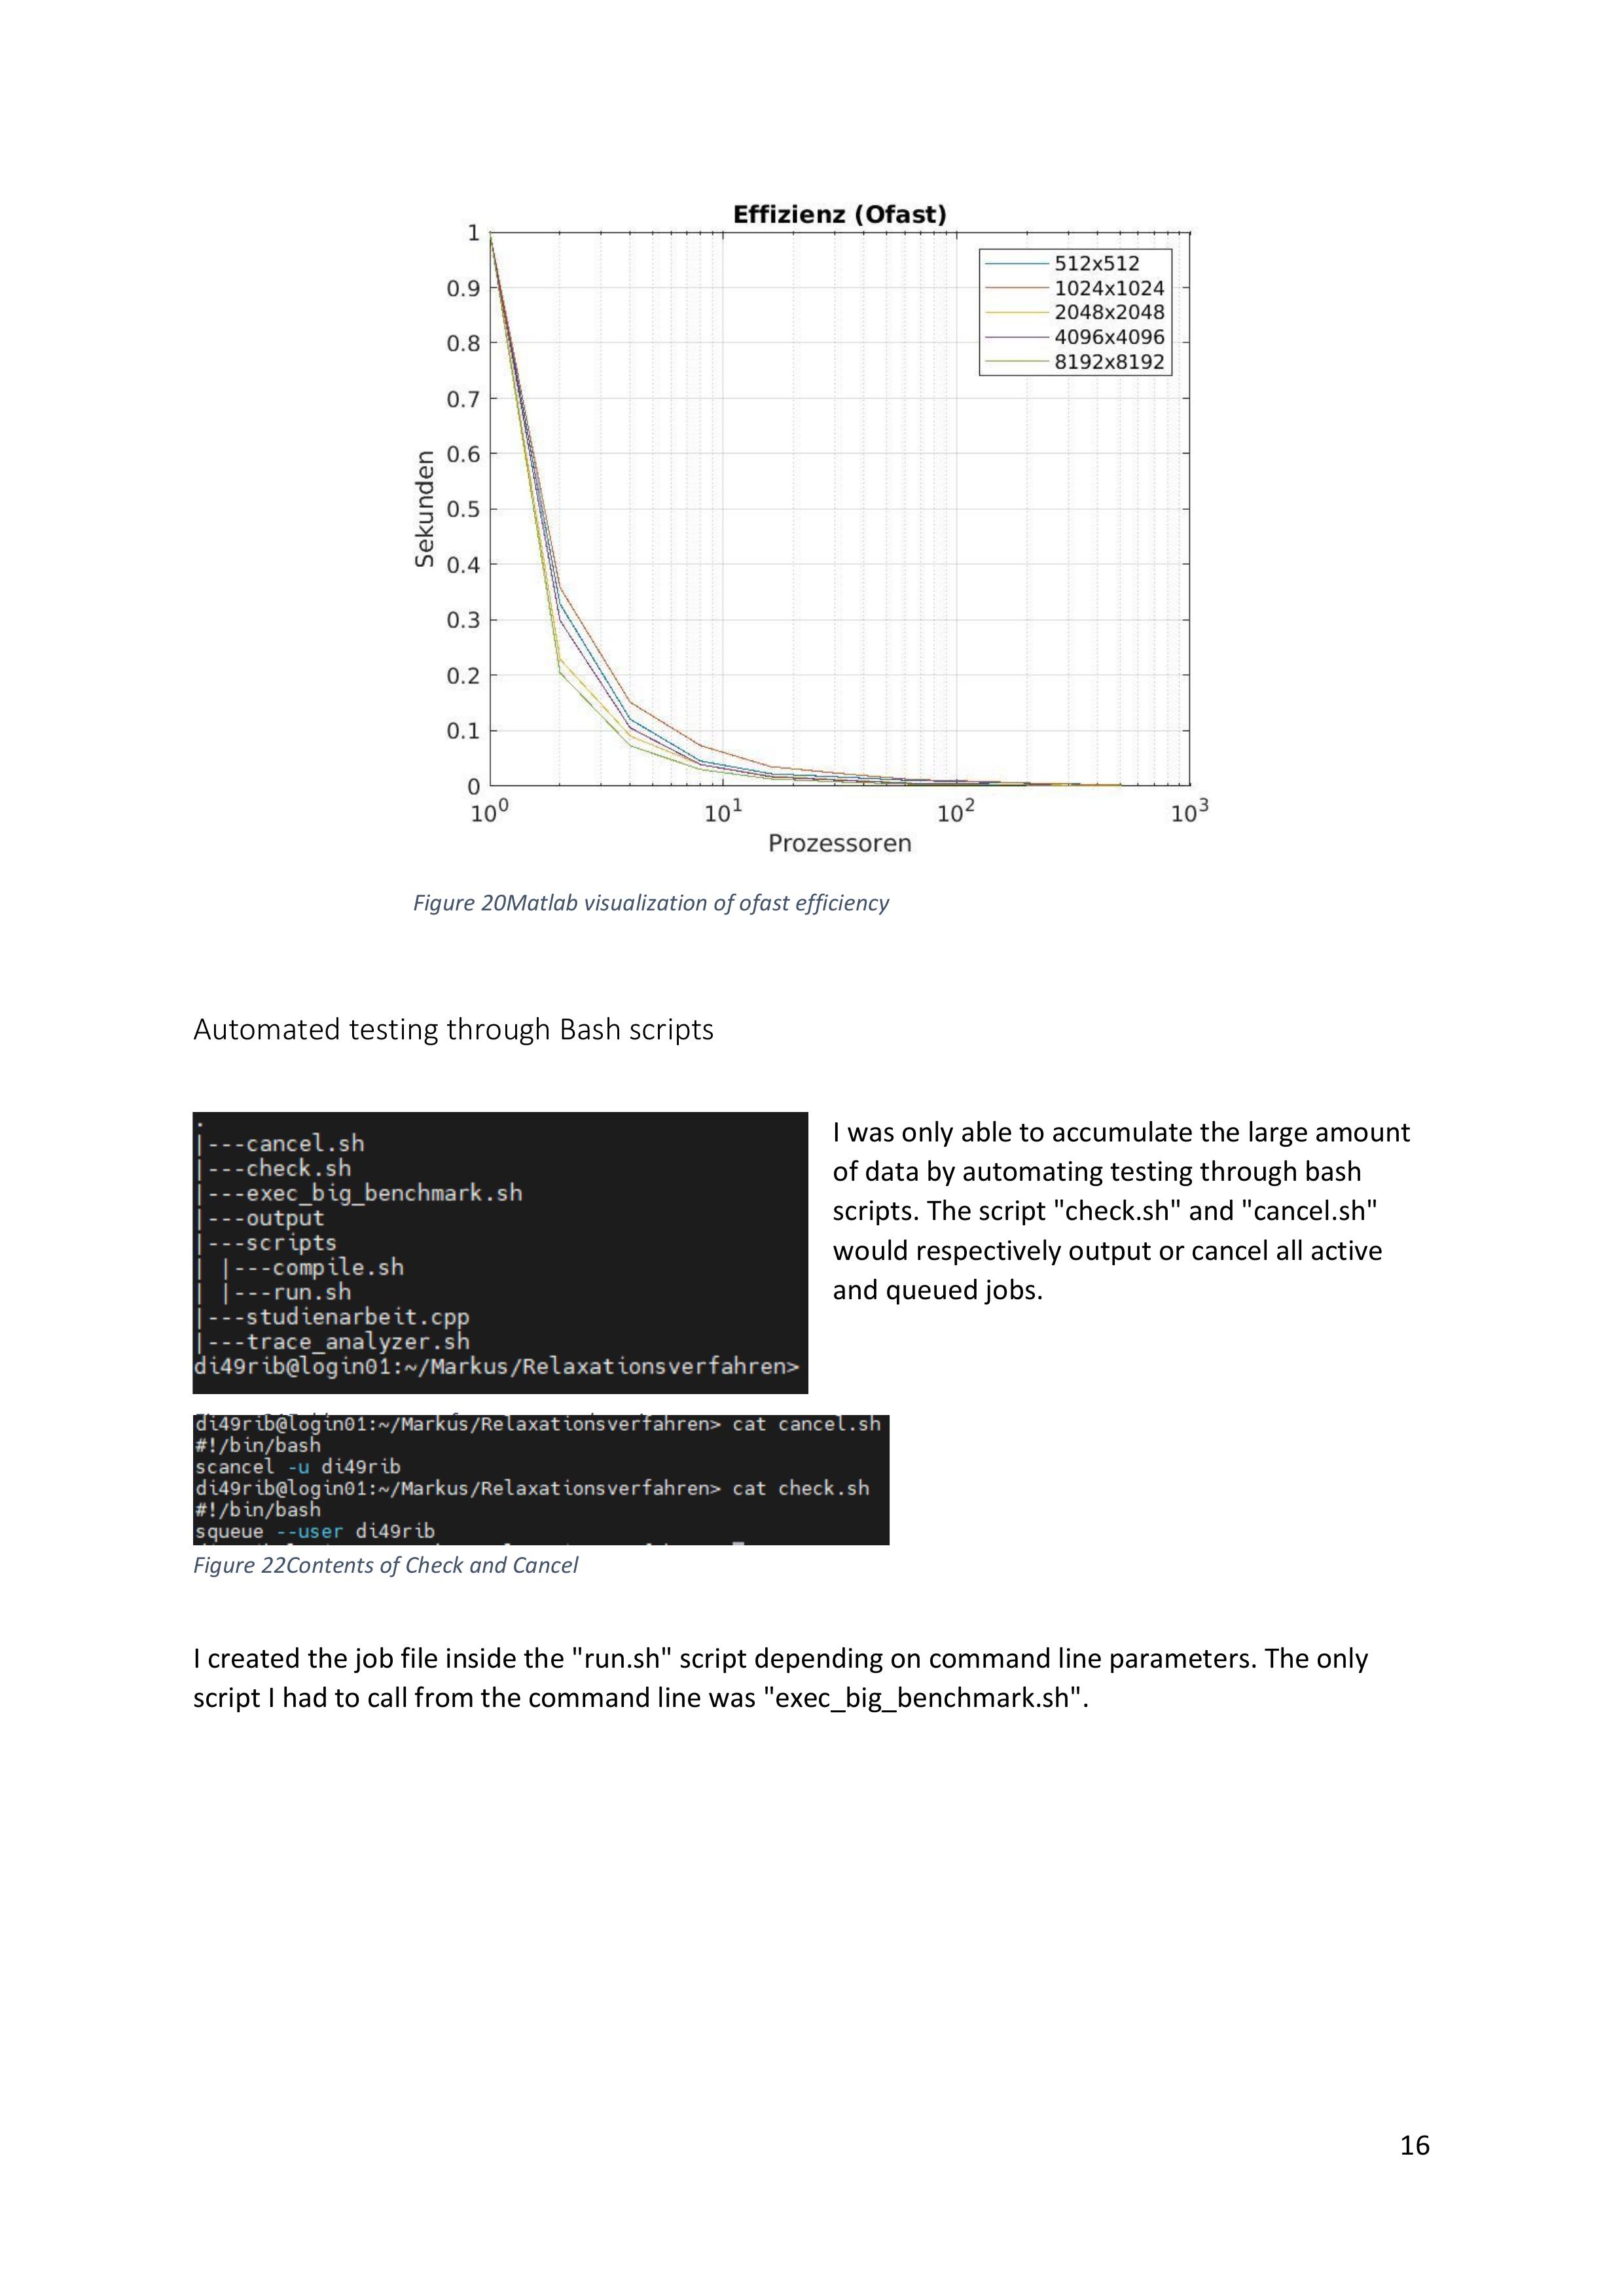 Effizienz (Ofast)
1
0.9
0.8
0.7
0.6
0.5
0.4
0.3
0.2
0.1
0
Sekunden
512x512
1024x1024
2048x2048
4096x4096
8192x8192
10^0 10^1 10^2 10^3
Prozessoren
Figure 20Matlab visualization of ofast efficiency
Automated testing through Bash scripts
.
|---cancel.sh
|---check.sh
|---exec_big_benchmark.sh
|---output
|---scripts
| |---compile.sh
| |---run.sh
|---studienarbeit.cpp
|---trace_analyzer.sh
di49rib@login01:~/Markus/Relaxationsverfahren>
I was only able to accumulate the large amount
of data by automating testing through bash
scripts. The script "check.sh" and "cancel.sh"
would respectively output or cancel all active
and queued jobs.
di49rib@login01:~/Markus/Relaxationsverfahren> cat cancel.sh
#!/bin/bash
scancel -u di49rib
di49rib@login01:~/Markus/Relaxationsverfahren> cat check.sh
#!/bin/bash
squeue --user di49rib
Figure 22Contents of Check and Cancel
I created the job file inside the "run.sh" script depending on command line parameters. The only
script I had to call from the command line was "exec_big_benchmark.sh".
16